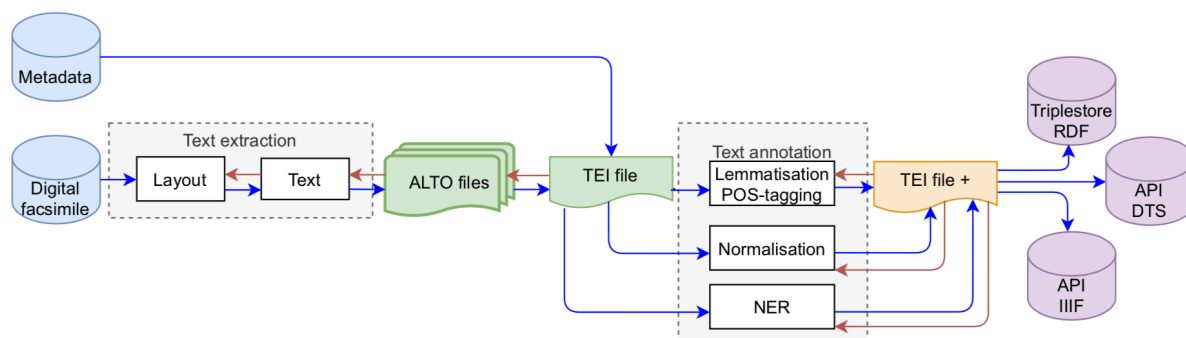 Metadata
Digital
facsimile
Text extraction
Layout
Text
ALTO files
TEI file
Text annotation
Lemmatisation
POS-tagging
Normalisation
NER
TEI file +
Triplestore
RDF
API
DTS
API
IIIF